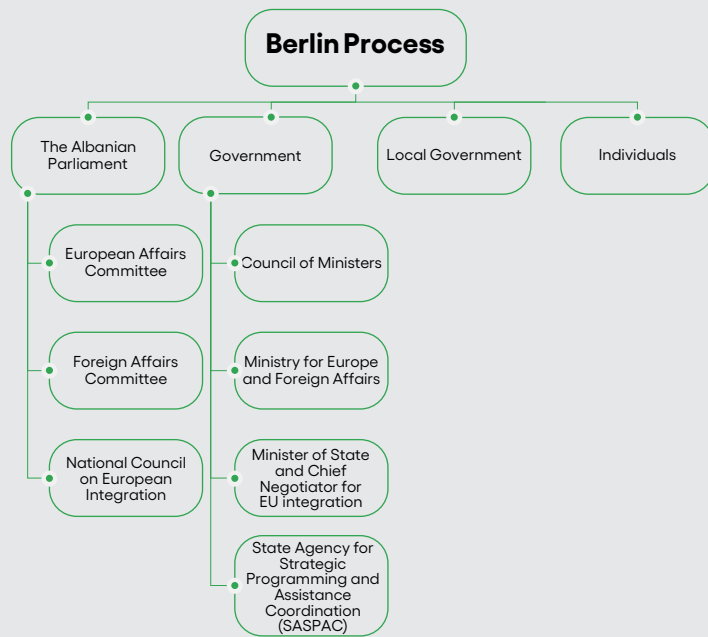 Berlin Process
The Albanian
Parliament
Government
Local Government
Individuals
European Affairs
Committee
Foreign Affairs
Committee
National Council
on European
Integration
Council of Ministers
Ministry for Europe
and Foreign Affairs
Minister of State
and Chief
Negotiator for
EU integration
State Agency for
Strategic
Programming and
Assistance
Coordination
(SASPAC)